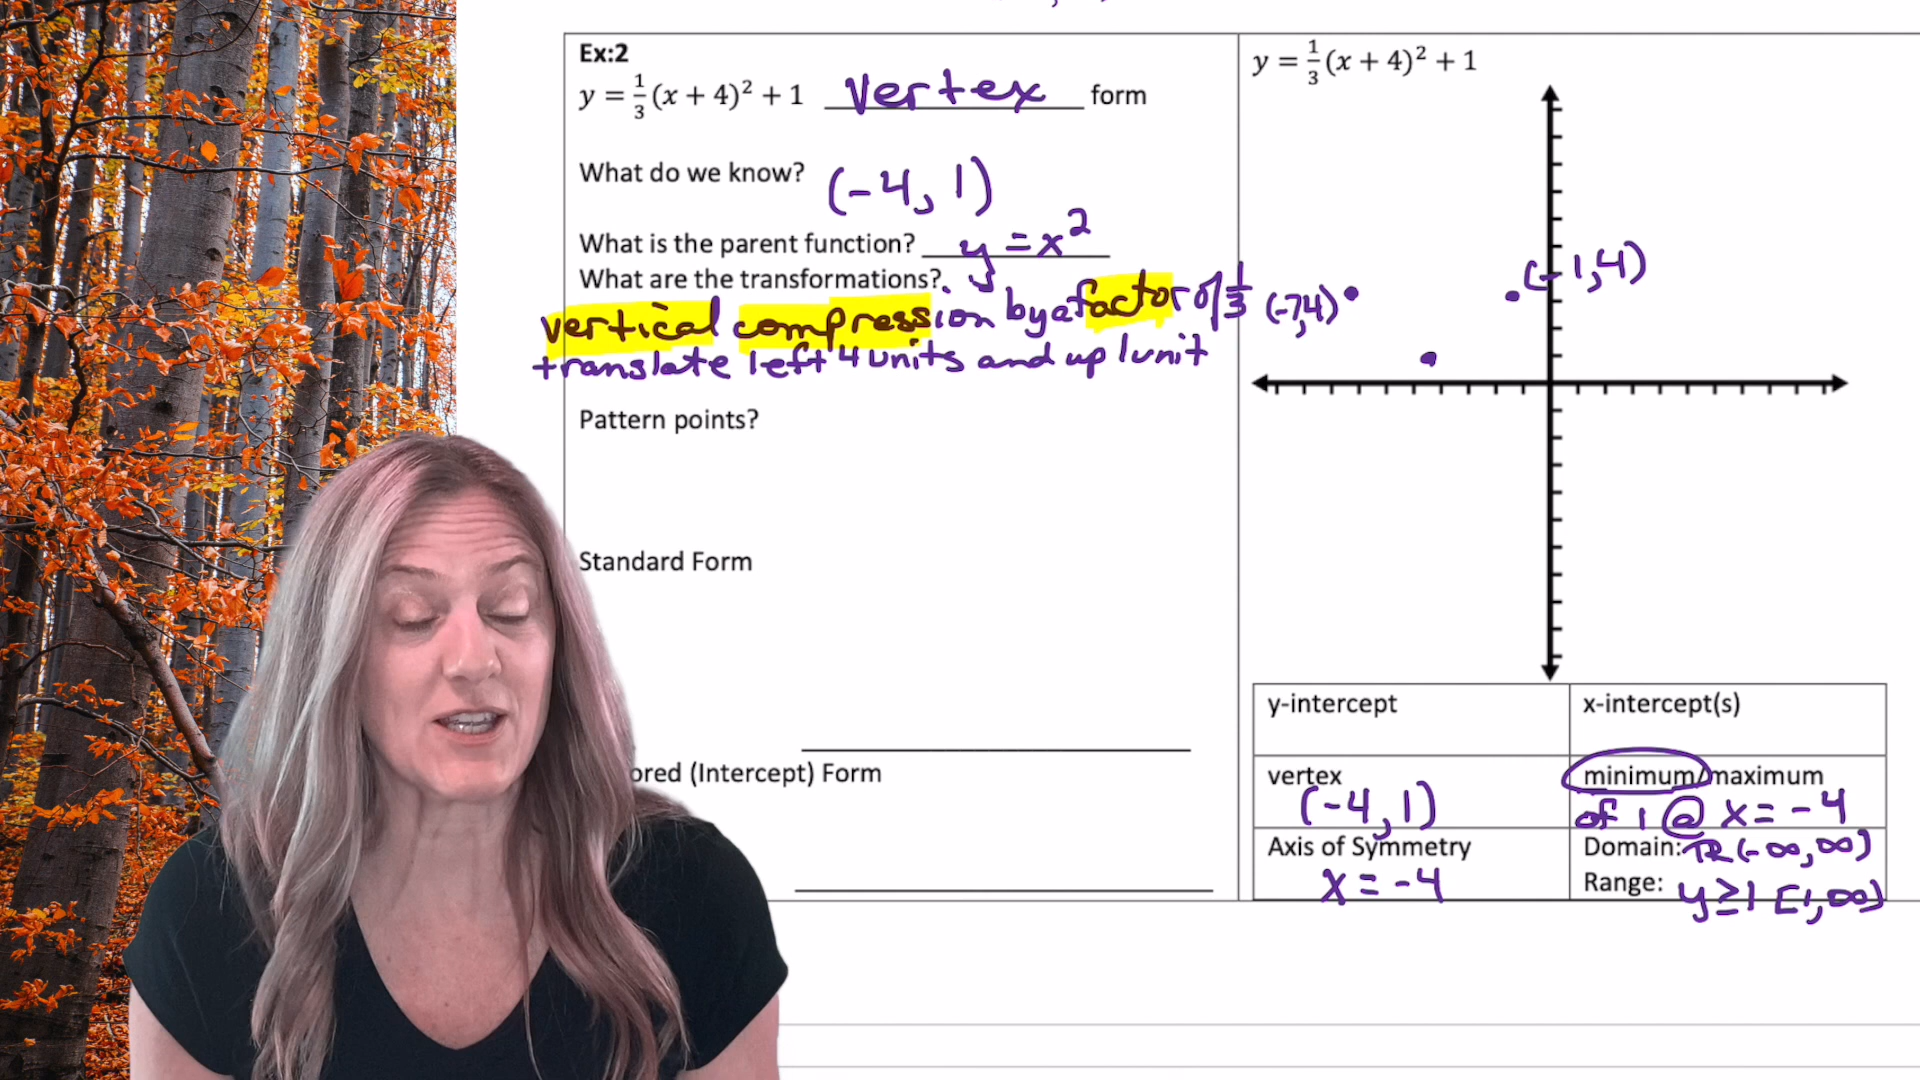 Ex:2
y = 1/3 (x + 4)² + 1 vertex form
What do we know? (-4, 1)
What is the parent function? y = x²
What are the transformations?
vertical compression by a factor of 1/3
translate left 4 units and up 1 unit
Pattern points?
Standard Form
ored (Intercept) Form
y = 1/3 (x + 4)² + 1
(-1,4)
(-7,4)
y-intercept
x-intercept(s)
vertex
(-4, 1)
minimum/maximum
of 1 @ x = -4
Axis of Symmetry
x = -4
Domain: ℝ (-∞, ∞)
Range: y ≥ 1 [1, ∞)